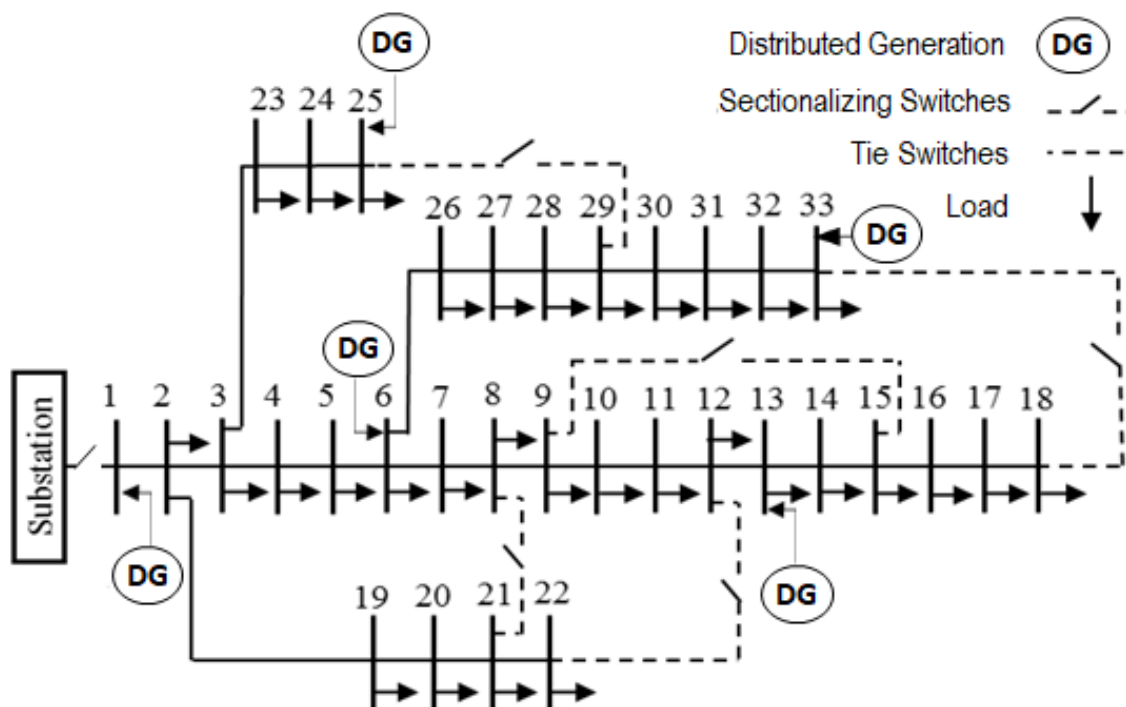 DG
Distributed Generation DG
Sectionalizing Switches
Tie Switches
Load
23 24 25
26 27 28 29 30 31 32 33
DG
DG
Substation
1 2 3 4 5 6 7 8 9 10 11 12 13 14 15 16 17 18
DG
DG
19 20 21 22